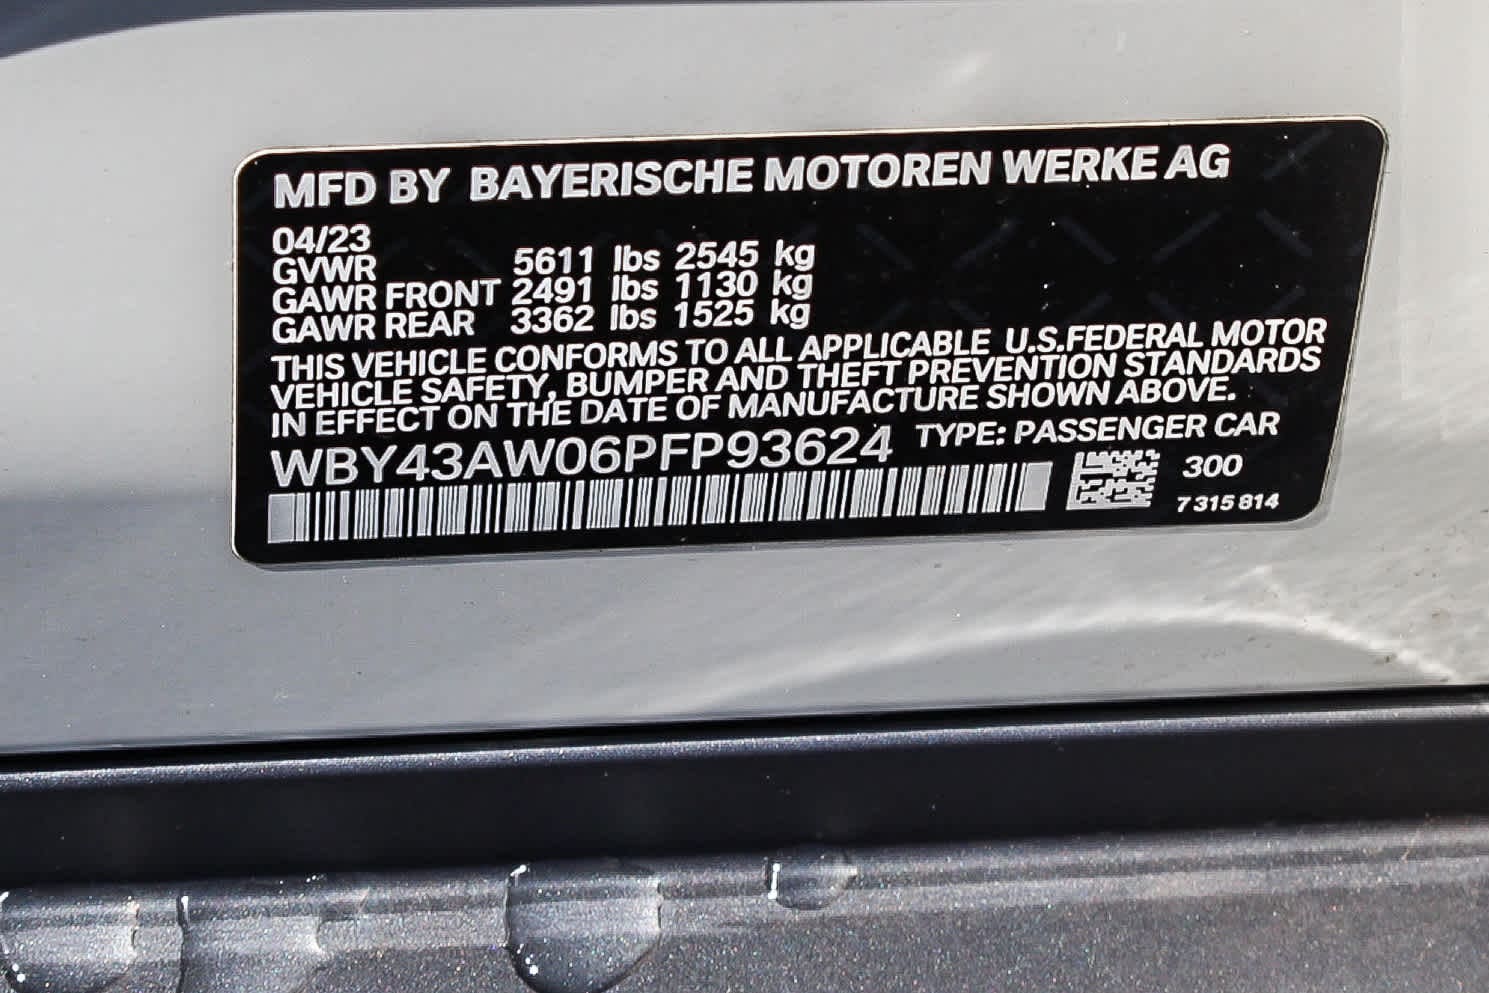 MFD BY BAYERISCHE MOTOREN WERKE AG
04/23
GVWR 5611 lbs 2545 kg
GAWR FRONT 2491 lbs 1130 kg
GAWR REAR 3362 lbs 1525 kg
THIS VEHICLE CONFORMS TO ALL APPLICABLE U.S.FEDERAL MOTOR
VEHICLE SAFETY, BUMPER AND THEFT PREVENTION STANDARDS
IN EFFECT ON THE DATE OF MANUFACTURE SHOWN ABOVE.
WBY43AW06PFP93624 TYPE: PASSENGER CAR
300
7 315 814